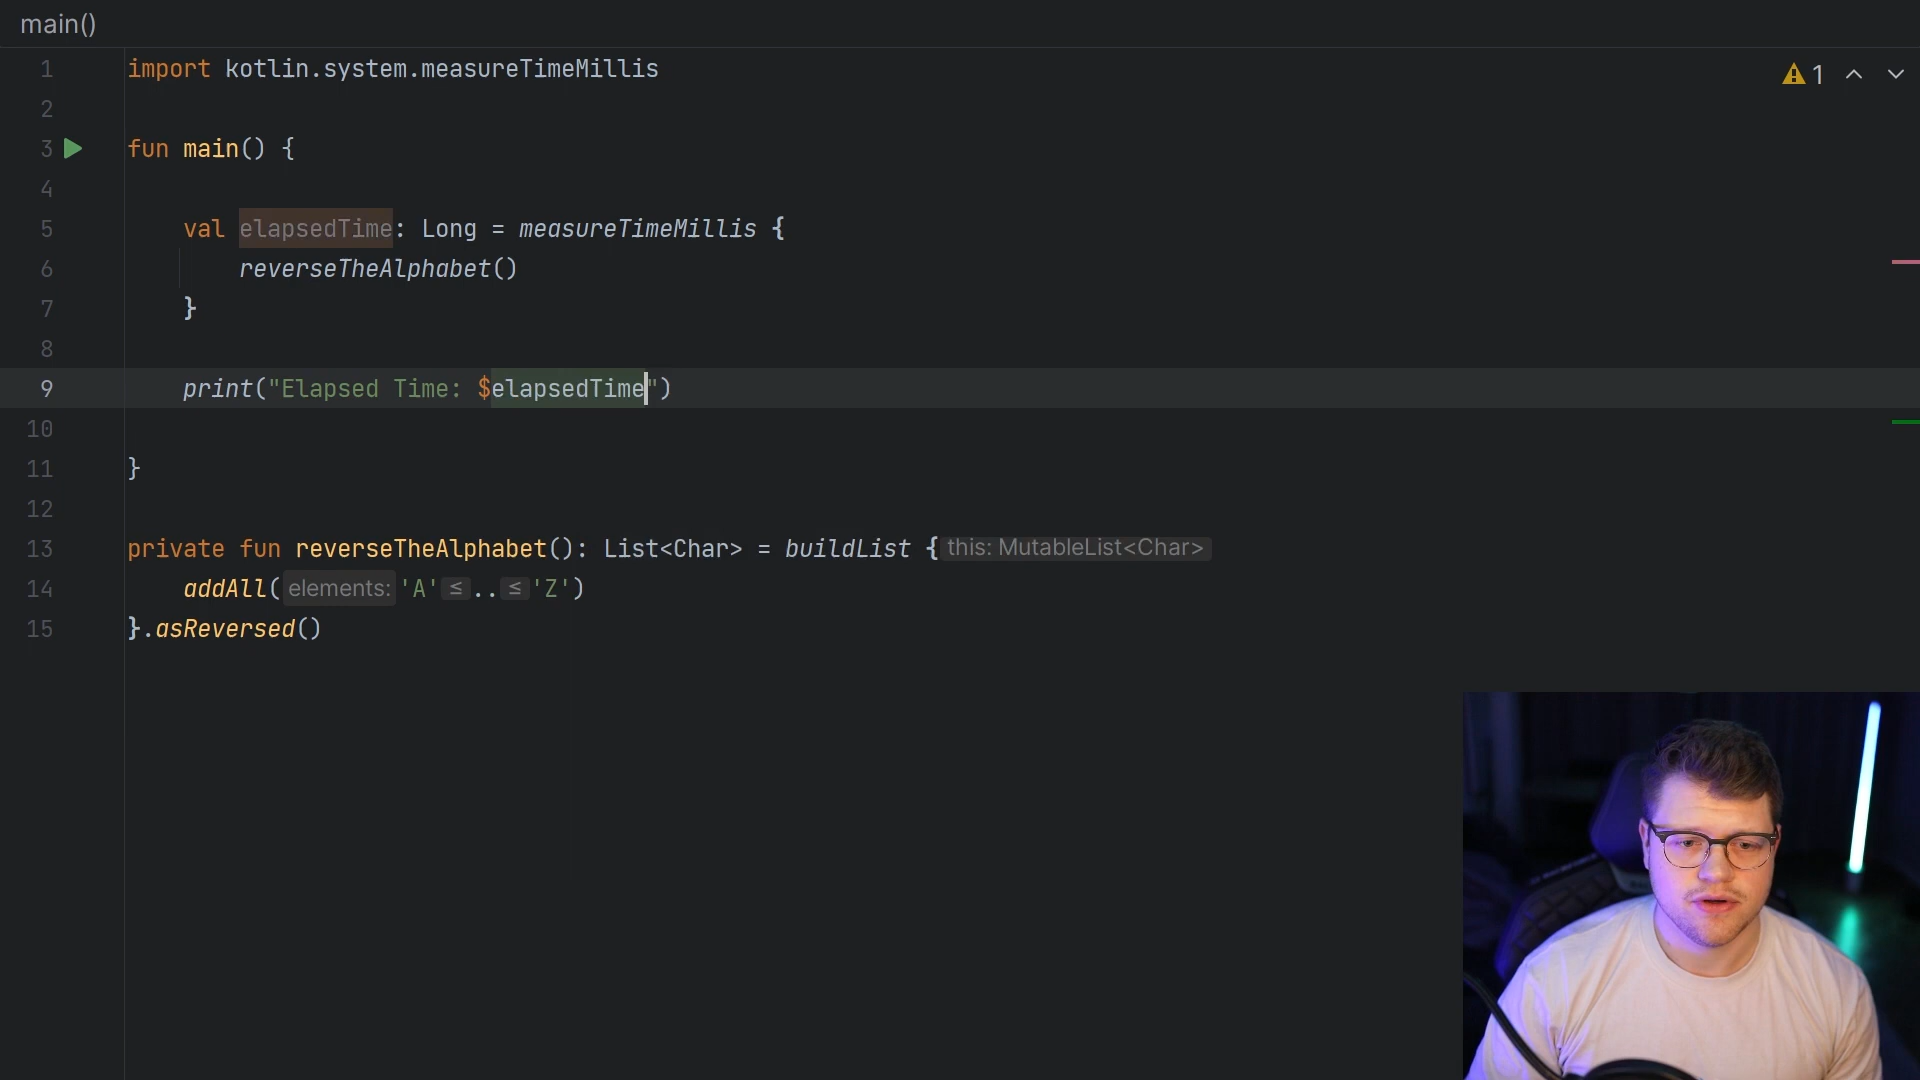 main()
1 import kotlin.system.measureTimeMillis
1
2
3 fun main() {
4
5 val elapsedTime: Long = measureTimeMillis {
6 reverseTheAlphabet()
7 }
8
9 print("Elapsed Time: $elapsedTime")
10
11 }
12
13 private fun reverseTheAlphabet(): List<Char> = buildList { this: MutableList<Char>
14 addAll( elements: 'A' ≤ .. ≤ 'Z')
15 }.asReversed()